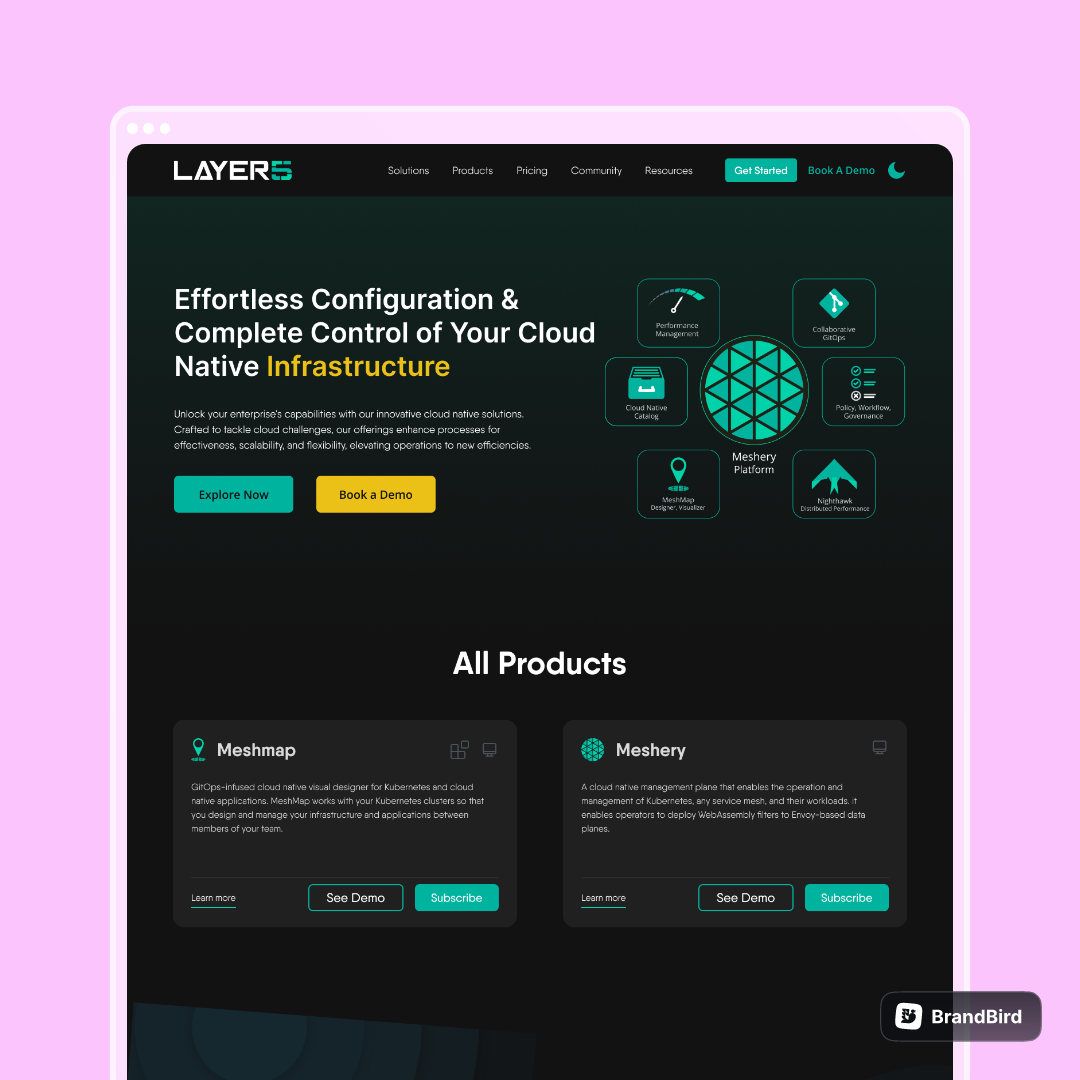 LAYER5
Solutions
Products
Pricing
Community
Resources
Get Started
Book A Demo
Effortless Configuration &
Complete Control of Your Cloud
Native Infrastructure
Unlock your enterprise's capabilities with our innovative cloud native solutions.
Crafted to tackle cloud challenges, our offerings enhance processes for
effectiveness, scalability, and flexibility, elevating operations to new efficiencies.
Explore Now
Book a Demo
Performance
Management
Collaborative
GitOps
Cloud Native
Catalog
Policy, Workflow,
Governance
Meshery
Platform
MeshMap
Designer, Visualizer
Nighthawk
Distributed Performance
All Products
Meshmap
GitOps-infused cloud native visual designer for Kubernetes and cloud
native applications. MeshMap works with your Kubernetes clusters so that
you design and manage your infrastructure and applications between
members of your team.
Learn more
See Demo
Subscribe
Meshery
A cloud native management plane that enables the operation and
management of Kubernetes, any service mesh, and their workloads. It
enables operators to deploy WebAssembly filters to Envoy-based data
planes.
Learn more
See Demo
Subscribe
BrandBird